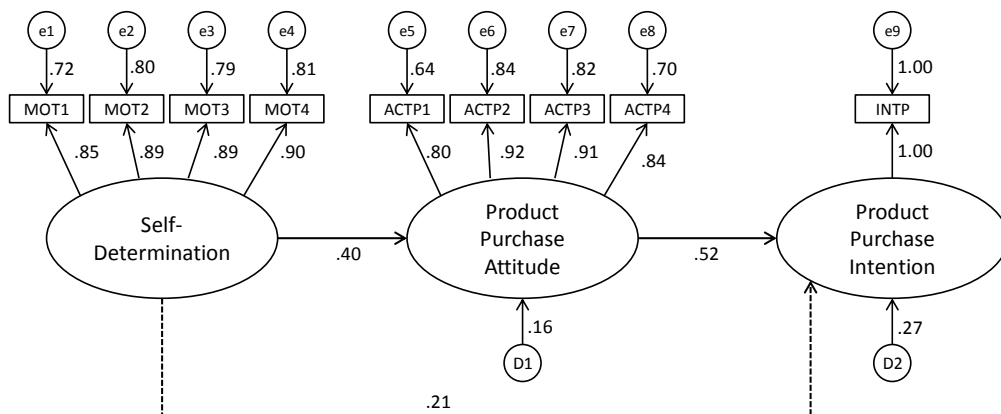 e1 e2 e3 e4 e5 e6 e7 e8 e9
.72 .80 .79 .81 .64 .84 .82 .70 1.00
MOT1 MOT2 MOT3 MOT4 ACTP1 ACTP2 ACTP3 ACTP4 INTP
.85 .89 .89 .90 .80 .92 .91 .84 1.00
Self-
Determination
.40
Product
Purchase
Attitude
.52
Product
Purchase
Intention
.16
.27
D1
D2
.21